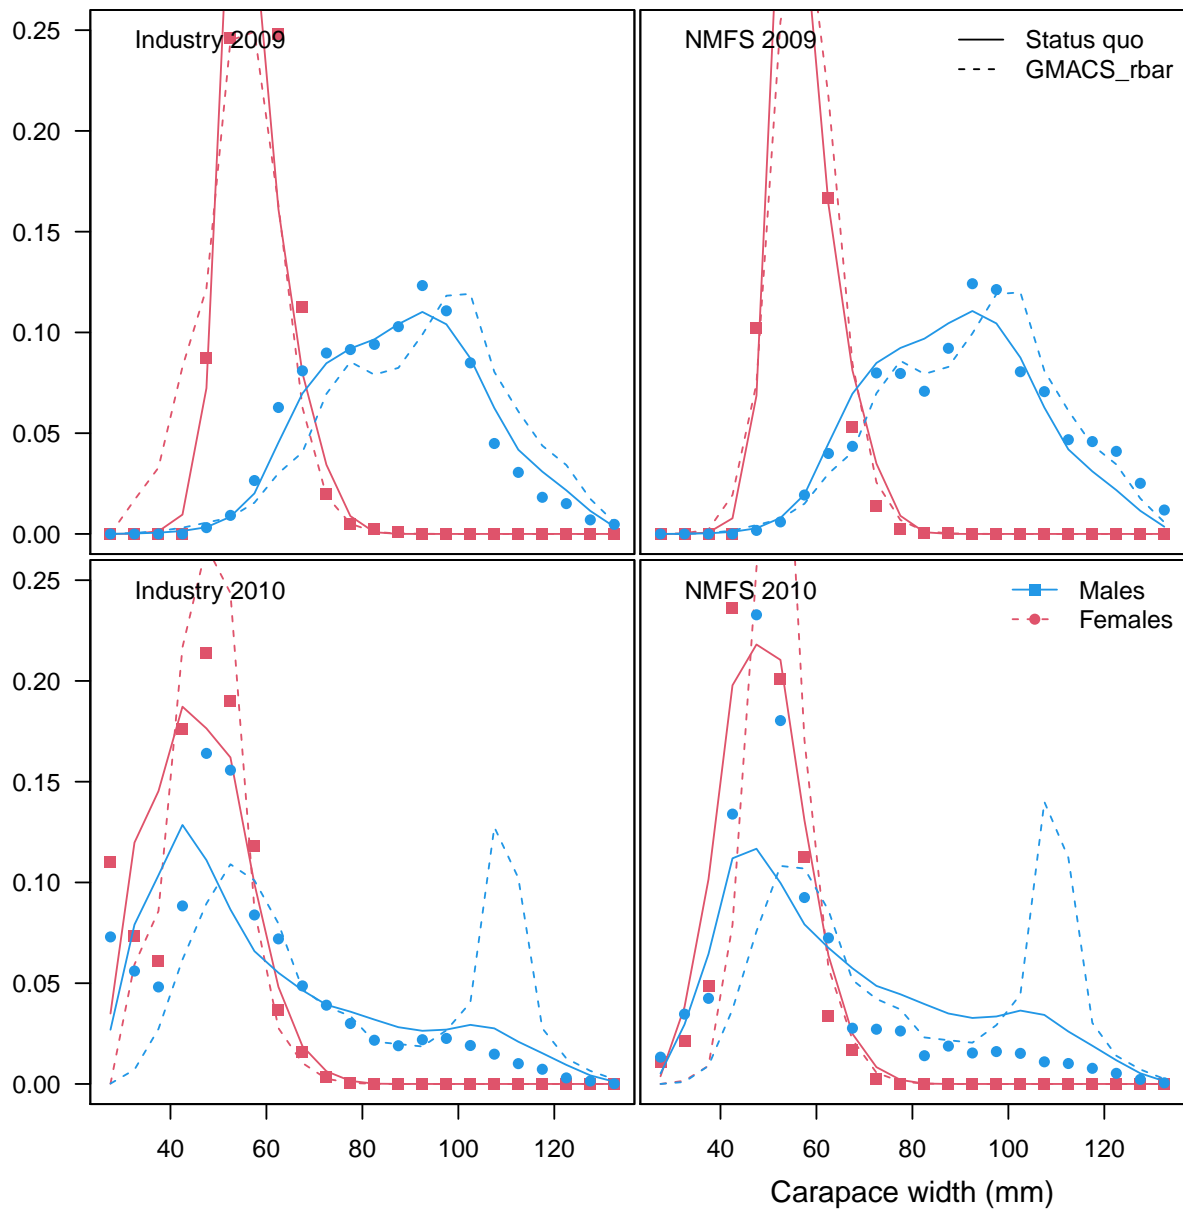 Industry 2009
NMFS 2009
Status quo
GMACS_rbar
0.25
0.20
0.15
0.10
0.05
0.00
Industry 2010
NMFS 2010
Males
Females
0.25
0.20
0.15
0.10
0.05
0.00
40 60 80 100 120
40 60 80 100 120
Carapace width (mm)